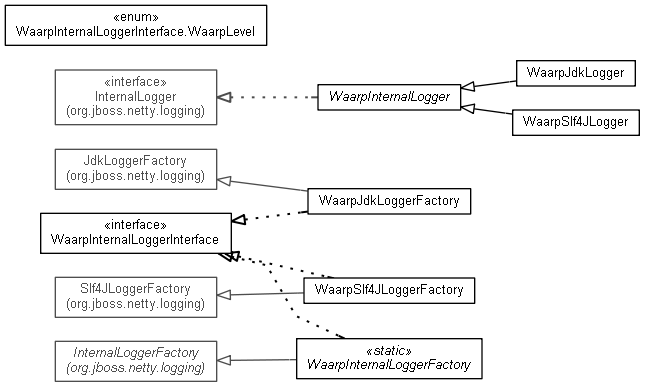 «enum»
WaarpInternalLoggerInterface.WaarpLevel
«interface»
InternalLogger
(org.jboss.netty.logging)
WaarpInternalLogger
WaarpJdkLogger
WaarpSlf4JLogger
JdkLoggerFactory
(org.jboss.netty.logging)
WaarpJdkLoggerFactory
«interface»
WaarpInternalLoggerInterface
Slf4JLoggerFactory
(org.jboss.netty.logging)
WaarpSlf4JLoggerFactory
InternalLoggerFactory
(org.jboss.netty.logging)
«static»
WaarpInternalLoggerFactory